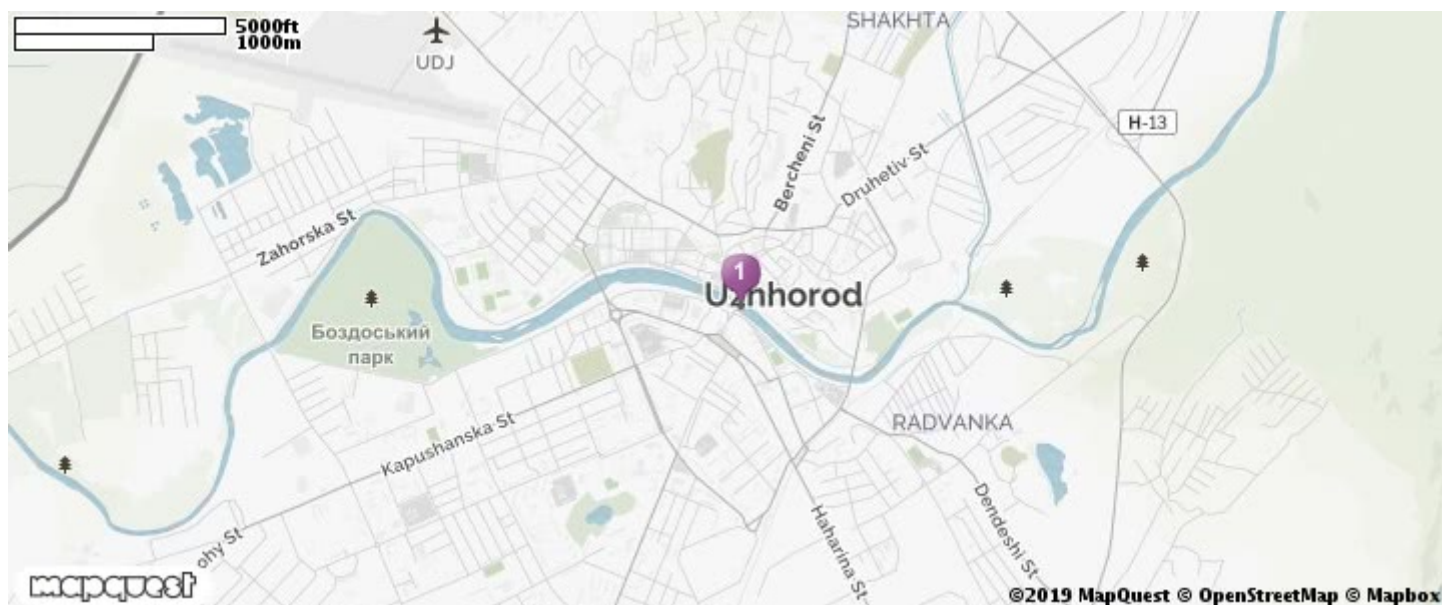 5000ft
1000m
UDJ
SHAKHTA
H-13
Bercheni St
Druhetiv St
Zahorska St
1
Uzhhorod
Боздоський
парк
RADVANKA
Kapushanska St
Dendeshi St
Haharina St
ohy St
mapquest
©2019 MapQuest © OpenStreetMap © Mapbox